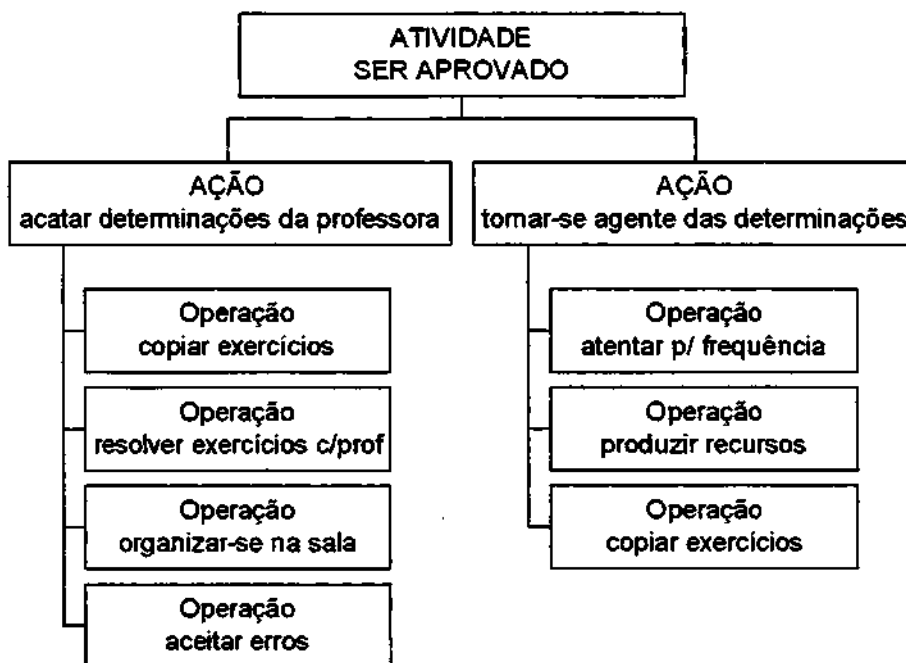 ATIVIDADE
SER APROVADO
AÇÃO
acatar determinações da professora
AÇÃO
tornar-se agente das determinações
Operação
copiar exercícios
Operação
resolver exercícios c/prof
Operação
organizar-se na sala
Operação
aceitar erros
Operação
atentar p/ frequência
Operação
produzir recursos
Operação
copiar exercícios